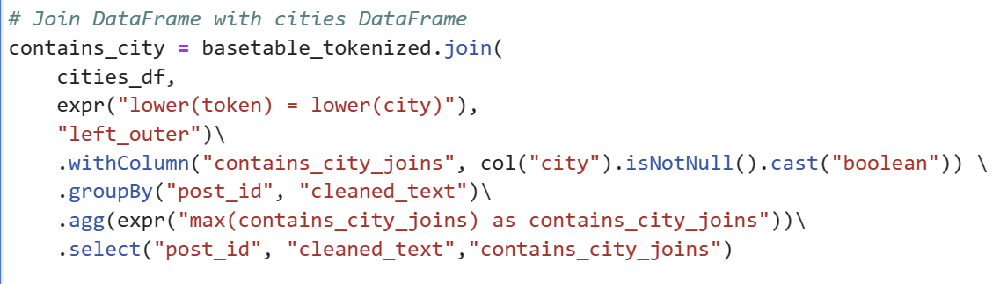 # Join DataFrame with cities DataFrame
contains_city = basetable_tokenized.join(
    cities_df,
    expr("lower(token) = lower(city)"),
    "left_outer")\
    .withColumn("contains_city_joins", col("city").isNotNull().cast("boolean")) \
    .groupBy("post_id", "cleaned_text")\
    .agg(expr("max(contains_city_joins) as contains_city_joins"))\
    .select("post_id", "cleaned_text","contains_city_joins")